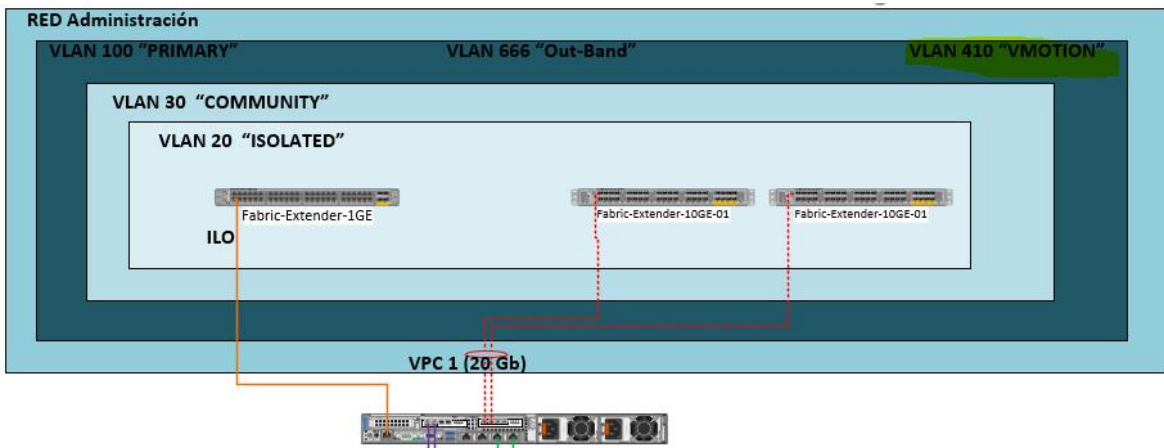 RED Administración
VLAN 100 “PRIMARY”
VLAN 666 “Out-Band”
VLAN 410 “VMOTION”
VLAN 30 “COMMUNITY”
VLAN 20 “ISOLATED”
Fabric-Extender-1GE
Fabric-Extender-10GE-01
Fabric-Extender-10GE-01
ILO
VPC 1 (20 Gb)